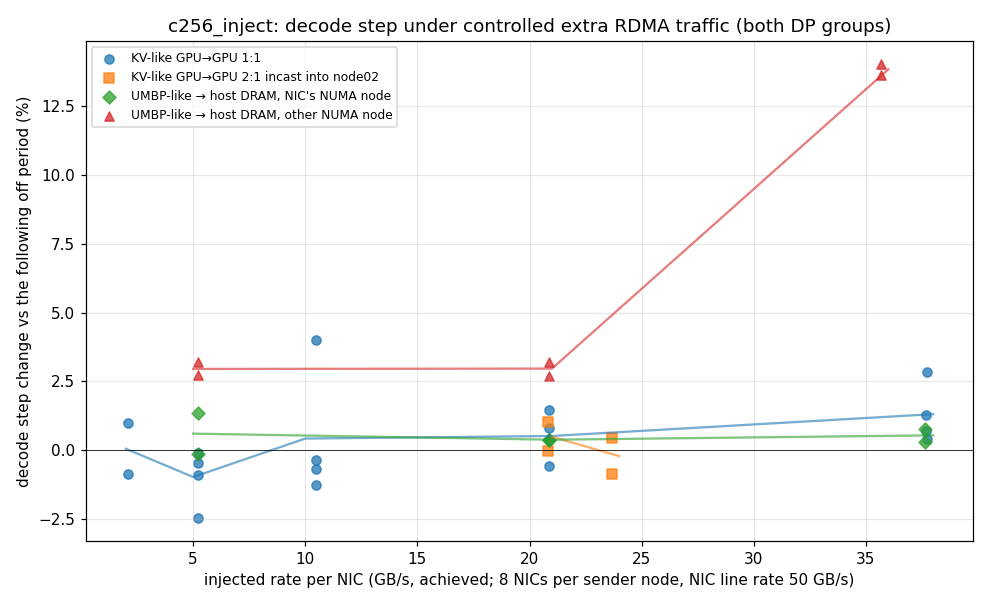 c256_inject: decode step under controlled extra RDMA traffic (both DP groups)
KV-like GPU→GPU 1:1
KV-like GPU→GPU 2:1 incast into node02
UMBP-like → host DRAM, NIC's NUMA node
UMBP-like → host DRAM, other NUMA node
decode step change vs the following off period (%)
12.5
10.0
7.5
5.0
2.5
0.0
−2.5
5 10 15 20 25 30 35
injected rate per NIC (GB/s, achieved; 8 NICs per sender node, NIC line rate 50 GB/s)